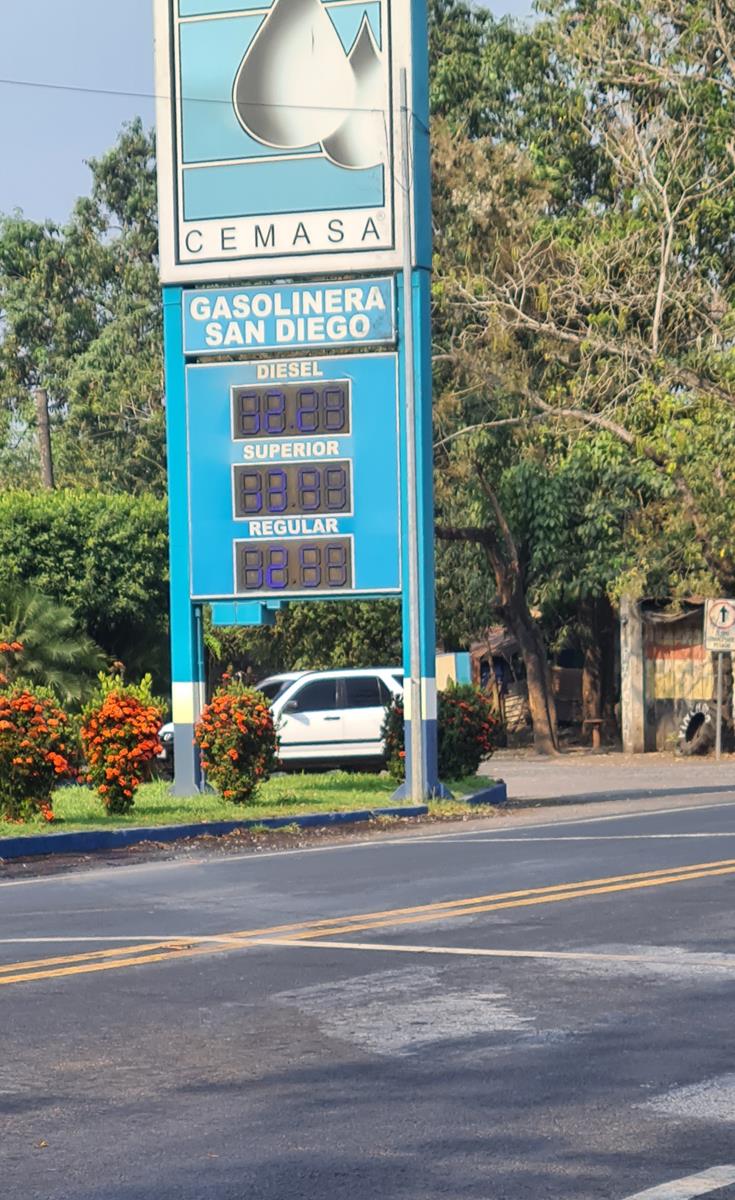 CEMASA
GASOLINERA
SAN DIEGO
DIESEL
SUPERIOR
REGULAR